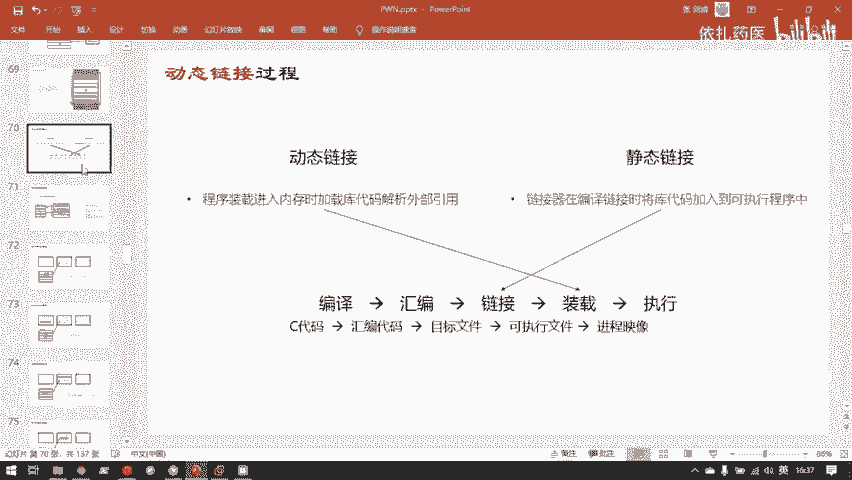 PWN.pptx - PowerPoint
文件 开始 插入 设计 切换 动画 幻灯片放映 审阅 视图 帮助 操作说明搜索
依扎药医 bilibili
69
70
71
72
73
74
75
动态链接过程
动态链接 静态链接
• 程序装载进入内存时加载库代码解析外部引用 • 链接器在编译链接时将库代码加入到可执行程序中
编译 → 汇编 → 链接 → 装载 → 执行
C代码 → 汇编代码 → 目标文件 → 可执行文件 → 进程映像
幻灯片 第 70 张，共 137 张 中文(中国) 备注 批注 86%
英 16:37